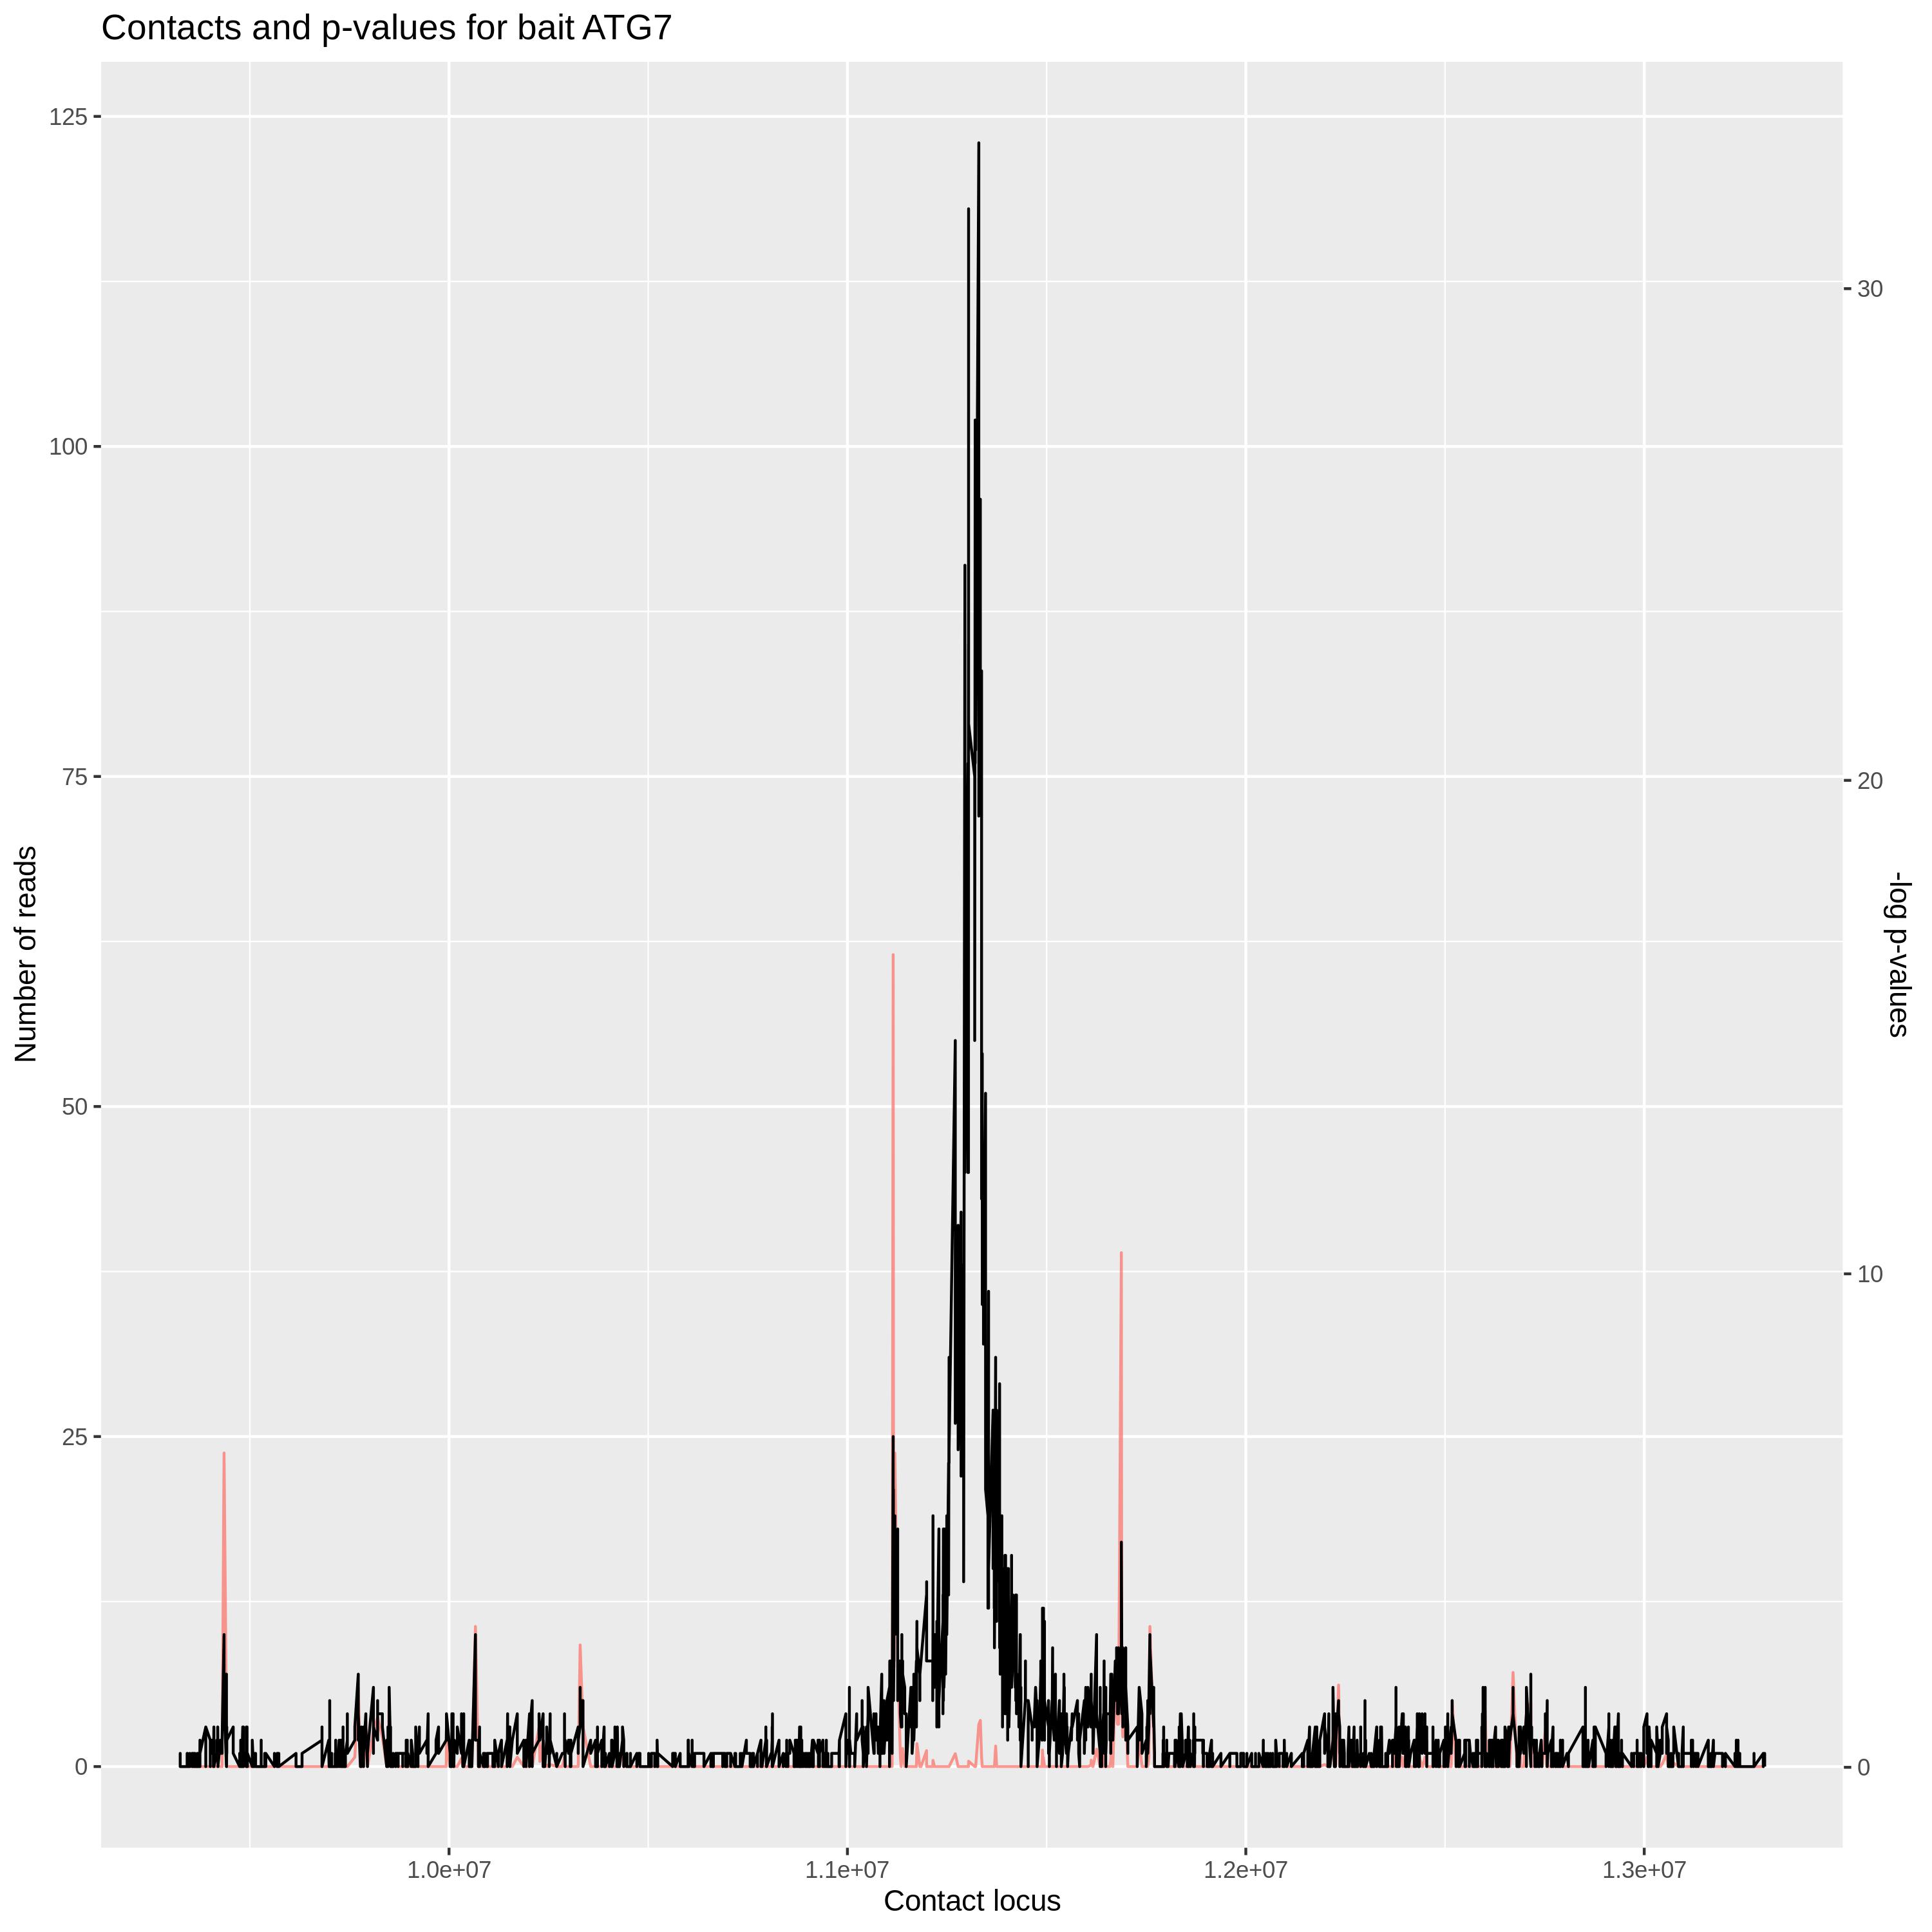 Contacts and p-values for bait ATG7
125
100
75
50
25
0
Number of reads
30
20
10
0
-log p-values
1.0e+07
1.1e+07
1.2e+07
1.3e+07
Contact locus